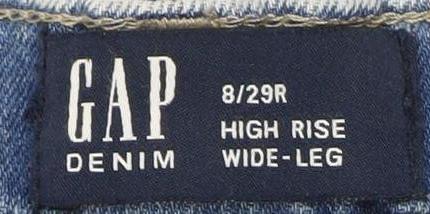 GAP
DENIM
8/29R
HIGH RISE
WIDE-LEG